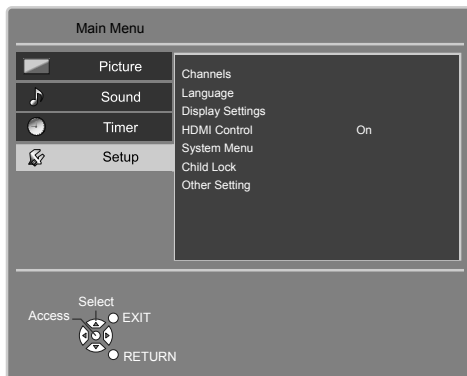 Main Menu
Picture
Sound
Timer
Setup
Channels
Language
Display Settings
HDMI Control On
System Menu
Child Lock
Other Setting
Select
Access
EXIT
RETURN